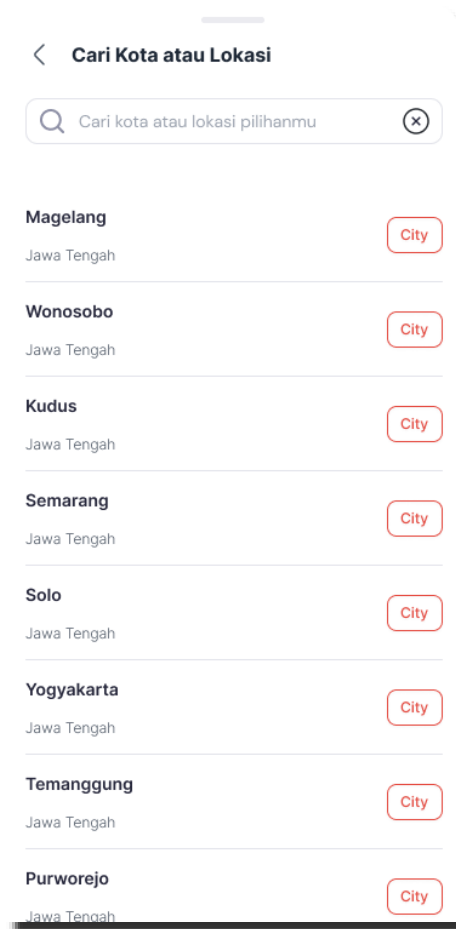 Cari Kota atau Lokasi
Cari kota atau lokasi pilihanmu
Magelang
City
Jawa Tengah
Wonosobo
City
Jawa Tengah
Kudus
City
Jawa Tengah
Semarang
City
Jawa Tengah
Solo
City
Jawa Tengah
Yogyakarta
City
Jawa Tengah
Temanggung
City
Jawa Tengah
Purworejo
City
Jawa Tengah